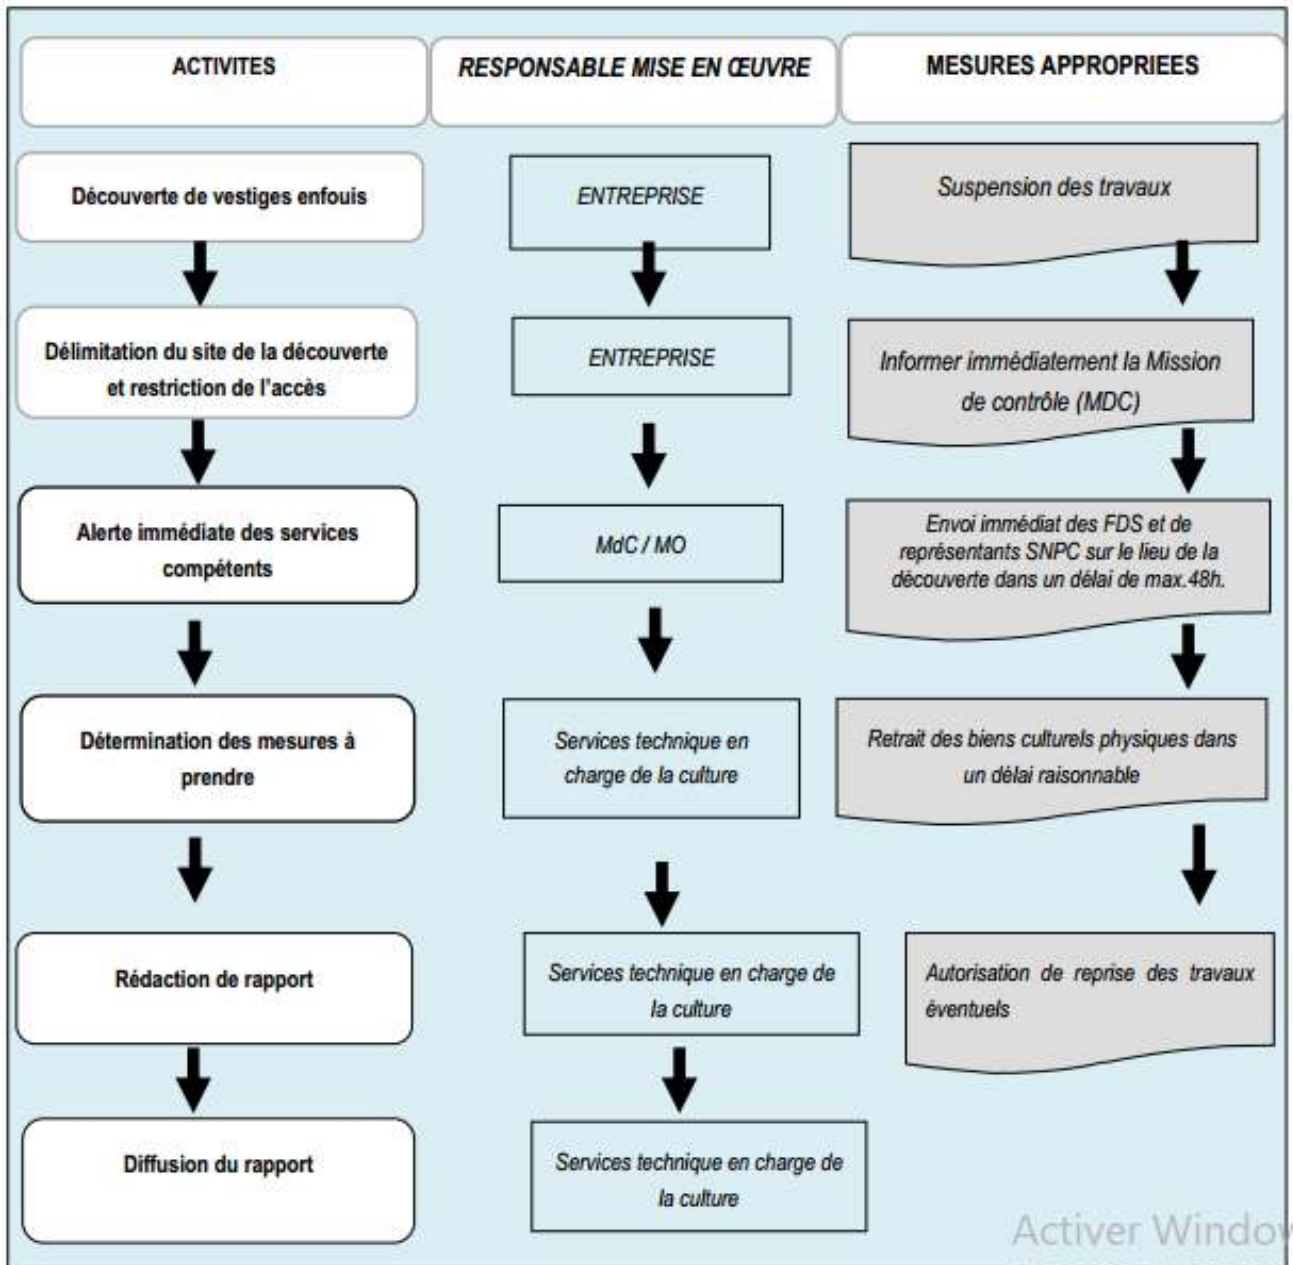 ACTIVITES
RESPONSABLE MISE EN ŒUVRE
MESURES APPROPRIEES
Découverte de vestiges enfouis
ENTREPRISE
Suspension des travaux
Délimitation du site de la découverte
et restriction de l'accès
ENTREPRISE
Informer immédiatement la Mission
de contrôle (MDC)
Alerte immédiate des services
compétents
MdC / MO
Envoi immédiat des FDS et de
représentants SNPC sur le lieu de la
découverte dans un délai de max.48h.
Détermination des mesures à
prendre
Services technique en
charge de la culture
Retrait des biens culturels physiques dans
un délai raisonnable
Rédaction de rapport
Services technique en charge de
la culture
Autorisation de reprise des travaux
éventuels
Diffusion du rapport
Services technique en charge de
la culture
Activer Window